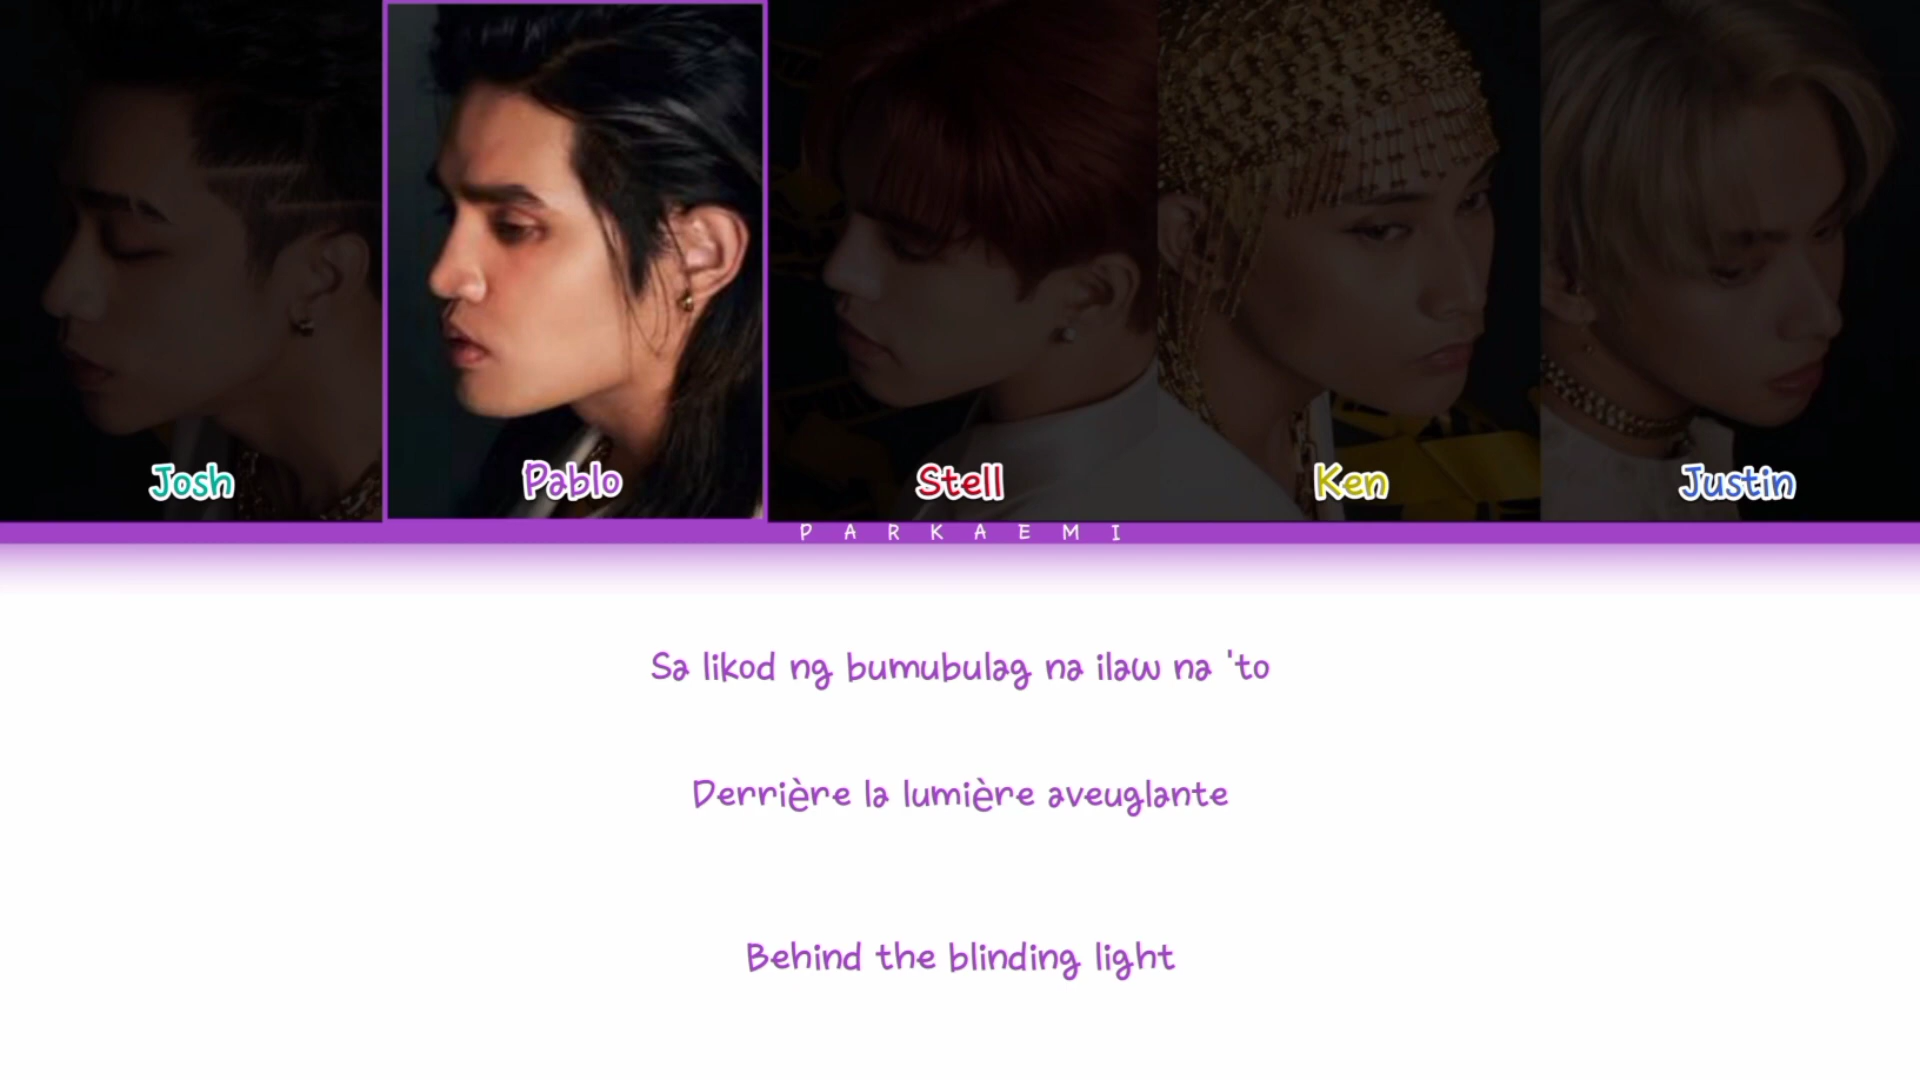 Josh
Pablo
Stell
Ken
Justin
PARKAEMI
Sa likod ng bumubulag na ilaw na 'to
Derrière la lumière aveuglante
Behind the blinding light